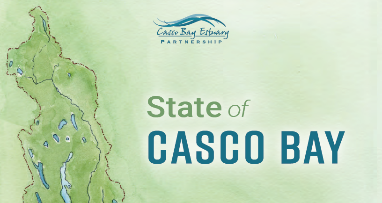 Casco Bay Estuary
PARTNERSHIP
State of
CASCO BAY